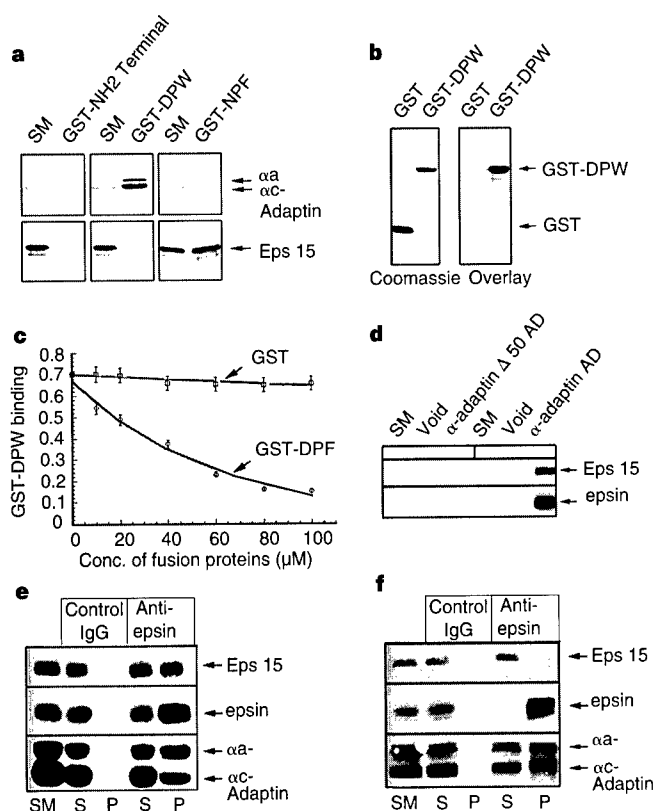 a
SM
GST-NH2 Terminal
SM
GST-DPW
SM
GST-NPF
αa
αc-
Adaptin
Eps 15
b
GST
GST-DPW
GST
GST-DPW
GST-DPW
GST
Coomassie Overlay
c
GST-DPW binding
0.8
0.7
0.6
0.5
0.4
0.3
0.2
0.1
0
GST
GST-DPF
0 20 40 60 80 100
Conc. of fusion proteins (µM)
d
SM
Void
α-adaptin Δ 50 AD
SM
Void
α-adaptin AD
Eps 15
epsin
e
Control IgG
Anti-epsin
Eps 15
epsin
αa-
αc-
Adaptin
SM S P S P
f
Control IgG
Anti-epsin
Eps 15
epsin
αa-
αc-
Adaptin
SM S P S P